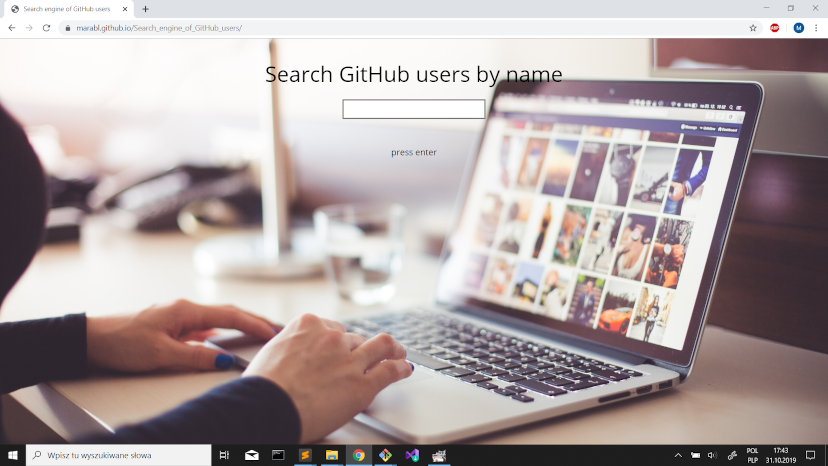 Search engine of GitHub users
marabl.github.io/Search_engine_of_GitHub_users/
ABP
M
Search GitHub users by name
press enter
Wpisz tu wyszukiwane słowa
POL
PLP
17:43
31.10.2019